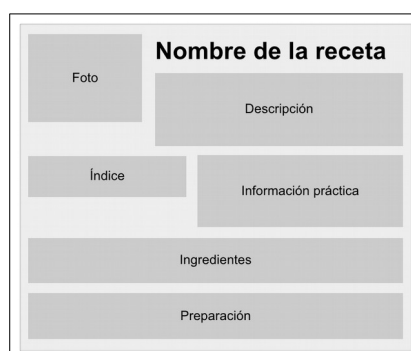 Nombre de la receta
Foto
Descripción
Índice
Información práctica
Ingredientes
Preparación